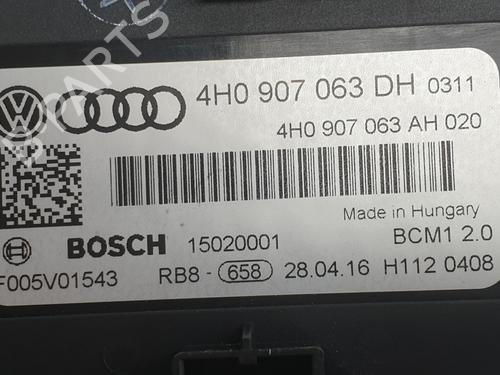 4H0 907 063 DH 0311
4H0 907 063 AH 020
Made in Hungary
BOSCH 15020001 BCM1 2.0
F005V01543 RB8- 658 28.04.16 H112 0408
PARTS